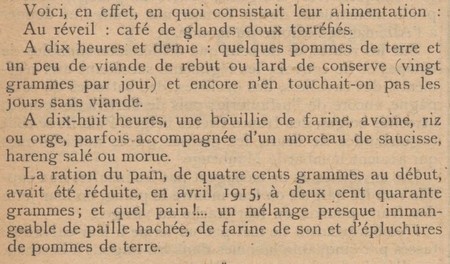 Voici, en effet, en quoi consistait leur alimentation :
Au réveil : café de glands doux torréfiés.
A dix heures et demie : quelques pommes de terre et
un peu de viande de rebut ou lard de conserve (vingt
grammes par jour) et encore n'en touchait-on pas les
jours sans viande.
A dix-huit heures, une bouillie de farine, avoine, riz
ou orge, parfois accompagnée d'un morceau de saucisse,
hareng salé ou morue.
La ration du pain, de quatre cents grammes au début,
avait été réduite, en avril 1915, à deux cent quarante
grammes; et quel pain!... un mélange presque imman-
geable de paille hachée, de farine de son et d'épluchures
de pommes de terre.